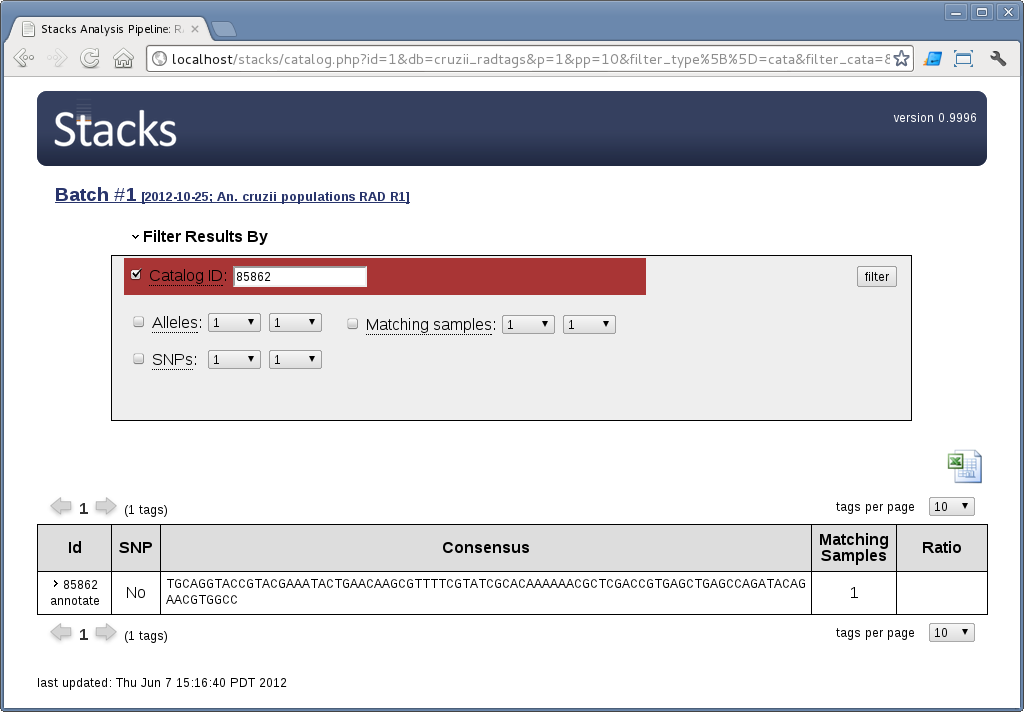 Stacks Analysis Pipeline: RA
localhost/stacks/catalog.php?id=1&db=cruzii_radtags&p=1&pp=10&filter_type%5B%5D=cata&filter_cata=8
Stacks
version 0.9996
Batch #1 [2012-10-25; An. cruzii populations RAD R1]
Filter Results By
Catalog ID: 85862
filter
Alleles: 1 1 Matching samples: 1 1
SNPs: 1 1
1 (1 tags) tags per page 10
Id SNP Consensus Matching Samples Ratio
85862 annotate No TGCAGGTACCGTACGAAATACTGAACAAGCGTTTTCGTATCGCACAAAAAACGCTCGACCGTGAGCTGAGCCAGATACAG 1
AACGTGGCC
1 (1 tags) tags per page 10
last updated: Thu Jun 7 15:16:40 PDT 2012